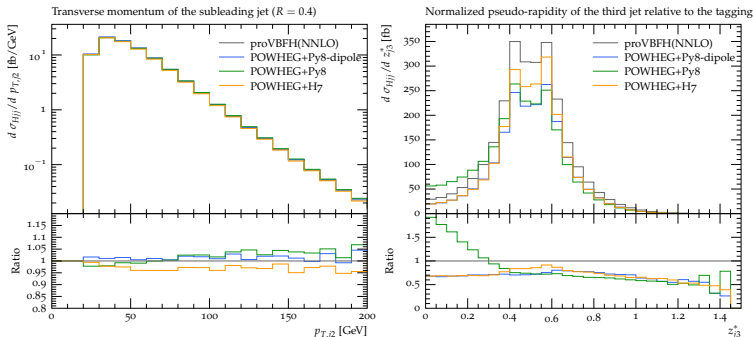 Transverse momentum of the subleading jet (R = 0.4)
d σHjj/d pT,j2 [fb/GeV]
10 1
1
10−1
proVBFH(NNLO)
POWHEG+Py8-dipole
POWHEG+Py8
POWHEG+H7
Ratio
1.15
1.1
1.05
1.0
0.95
0.9
0.85
0.8
0 50 100 150 200
pT,j2 [GeV]
Normalized pseudo-rapidity of the third jet relative to the tagging
d σHjj/d z*j3 [fb]
350
300
250
200
150
100
50
0
proVBFH(NNLO)
POWHEG+Py8-dipole
POWHEG+Py8
POWHEG+H7
Ratio
1.5
1
0.5
0 0.2 0.4 0.6 0.8 1 1.2 1.4
z*j3